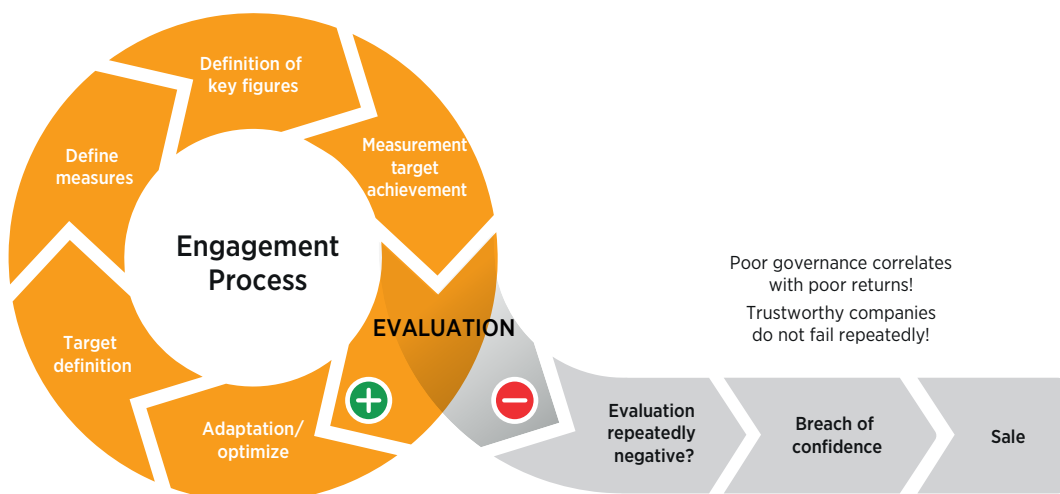 Definition of
key figures
Measurement
target
achievement
Define
measures
Engagement
Process
Poor governance correlates
with poor returns!
Trustworthy companies
do not fail repeatedly!
EVALUATION
Target
definition
Adaptation/
optimize
Evaluation
repeatedly
negative?
Breach of
confidence
Sale